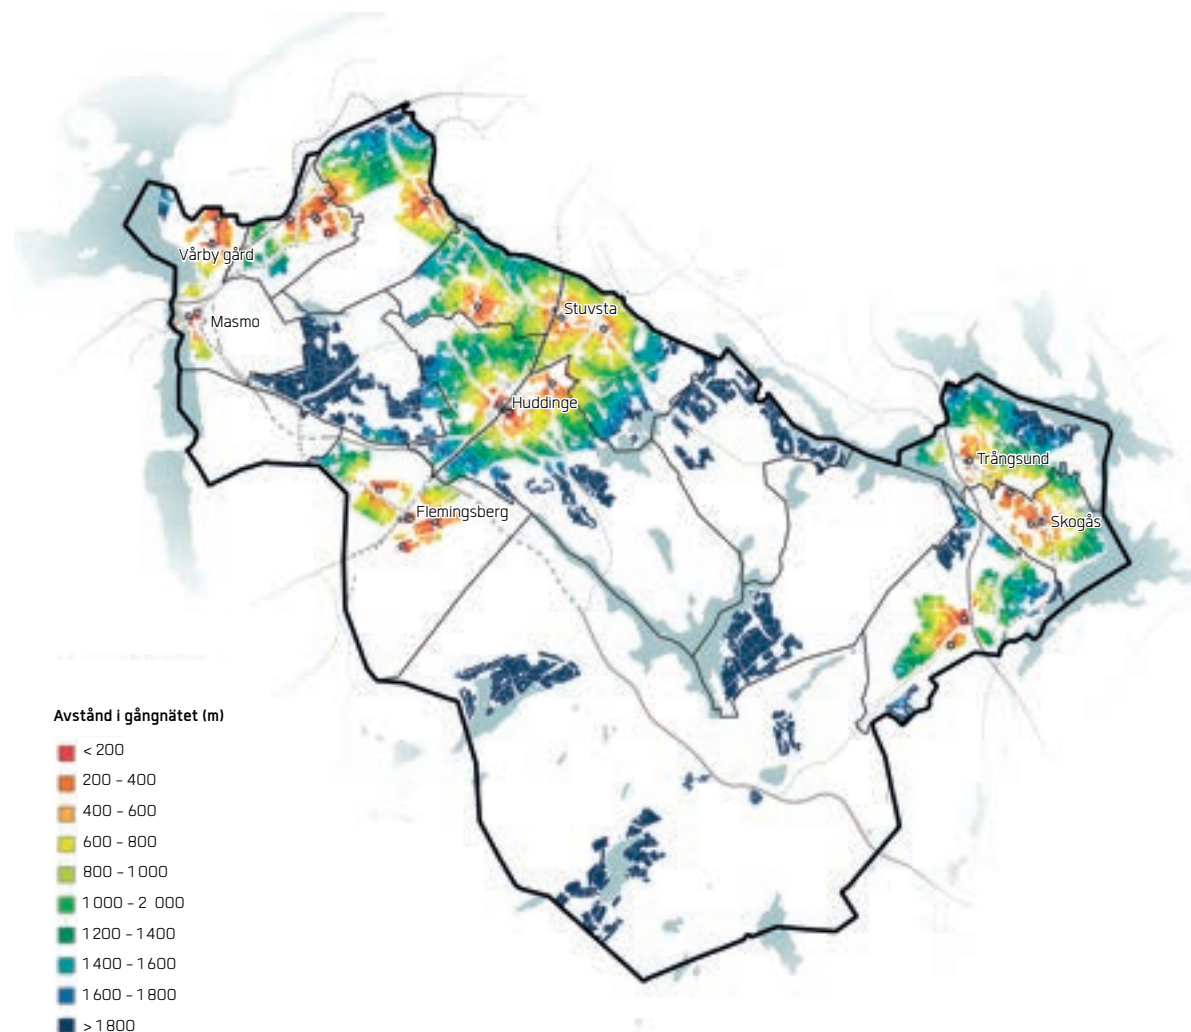 Vårby gård
Masmo
Stuvsta
Huddinge
Trångsund
Skogås
Flemingsberg
Avstånd i gångnätet (m)
< 200
200 – 400
400 – 600
600 – 800
800 – 1 000
1 000 – 2 000
1 200 – 1 400
1 400 – 1 600
1 600 – 1 800
> 1 800